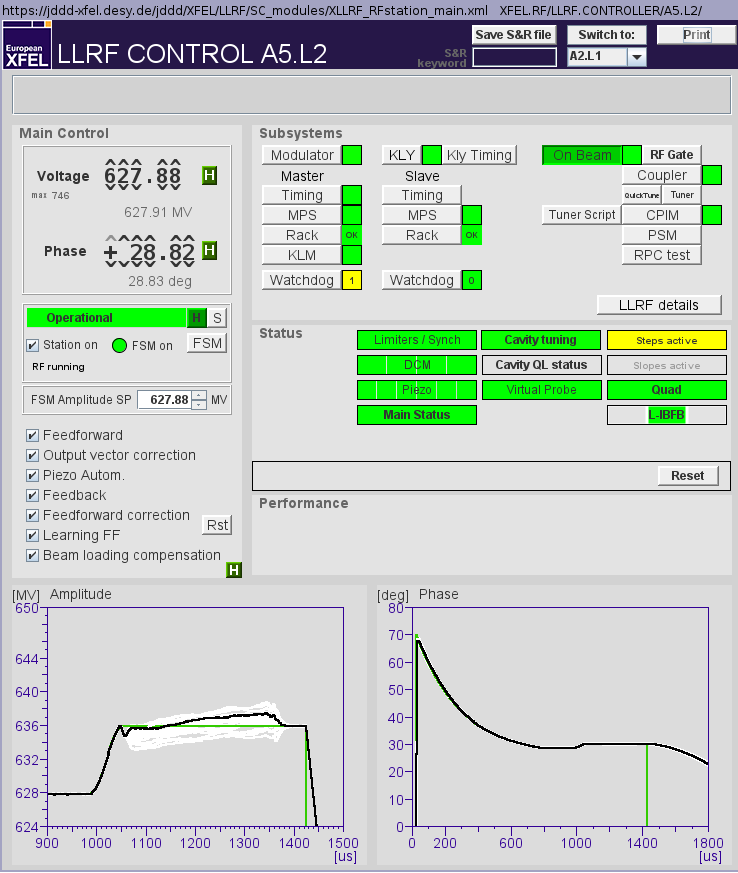 https://jddd-xfel.desy.de/jddd/XFEL/LLRF/SC_modules/XLLRF_RFstation_main.xml XFEL.RF/LLRF.CONTROLLER/A5.L2/
European
XFEL
LLRF CONTROL A5.L2
Save S&R file
S&R
keyword
Switch to:
A2.L1
Print
Main Control
Voltage
627.88
H
max 746
627.91 MV
Phase
+ 28.82
H
28.83 deg
Operational
H
S
Station on
FSM on
FSM
RF running
FSM Amplitude SP
627.88
MV
Feedforward
Output vector correction
Piezo Autom.
Feedback
Feedforward correction
Rst
Learning FF
Beam loading compensation
H
Subsystems
Modulator
KLY
Kly Timing
On Beam
RF Gate
Master
Slave
Coupler
Timing
Timing
QuickTune
Tuner
MPS
MPS
Tuner Script
CPIM
Rack
OK
Rack
OK
PSM
KLM
RPC test
Watchdog
1
Watchdog
0
LLRF details
Status
Limiters / Synch
Cavity tuning
Steps active
DCM
Cavity QL status
Slopes active
Piezo
Virtual Probe
Quad
Main Status
L-IBFB
Reset
Performance
[MV] Amplitude
650
644
640
636
632
628
624
900 1000 1100 1200 1300 1400 1500
[us]
[deg] Phase
80
70
60
50
40
30
20
10
0
0 200 600 1000 1400 1800
[us]